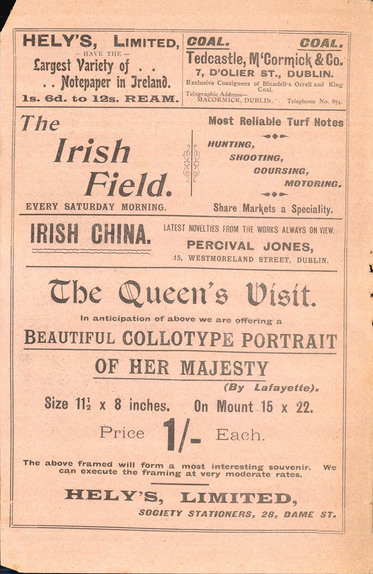 HELY'S, LIMITED,
— HAVE THE —
Largest Variety of . .
. . Notepaper in Ireland.
1s. 6d. to 12s. REAM.
COAL. COAL.
Tedcastle, McCormick & Co.
7, D'OLIER ST., DUBLIN.
Exclusive Consignees of Blundell's Orrell and King
Coal.
Telegraphic Address—
MACORMICK, DUBLIN. Telephone No. 895.
The
Irish
Field.
EVERY SATURDAY MORNING.
Most Reliable Turf Notes
HUNTING,
SHOOTING,
COURSING,
MOTORING.
Share Markets a Speciality.
IRISH CHINA.
LATEST NOVELTIES FROM THE WORKS ALWAYS ON VIEW.
PERCIVAL JONES,
15, WESTMORELAND STREET, DUBLIN.
The Queen's Visit.
In anticipation of above we are offering a
BEAUTIFUL COLLOTYPE PORTRAIT
OF HER MAJESTY
(By Lafayette).
Size 11½ x 8 inches. On Mount 15 x 22.
Price 1/- Each.
The above framed will form a most interesting souvenir. We
can execute the framing at very moderate rates.
HELY'S, LIMITED,
SOCIETY STATIONERS, 28, DAME ST.